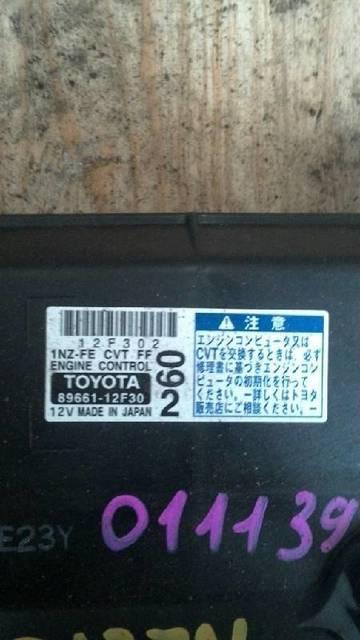 12F302
1NZ-FE CVT FF
ENGINE CONTROL
TOYOTA
89661-12F30
12V MADE IN JAPAN
260
注意
エンジンコンピュータ又は
CVTを交換するときは、必ず
修理書に基づきエンジンコン
ピュータの初期化を行って
ください。ー詳しくはトヨタ
販売店にご相談ください。ー
E23Y
011139